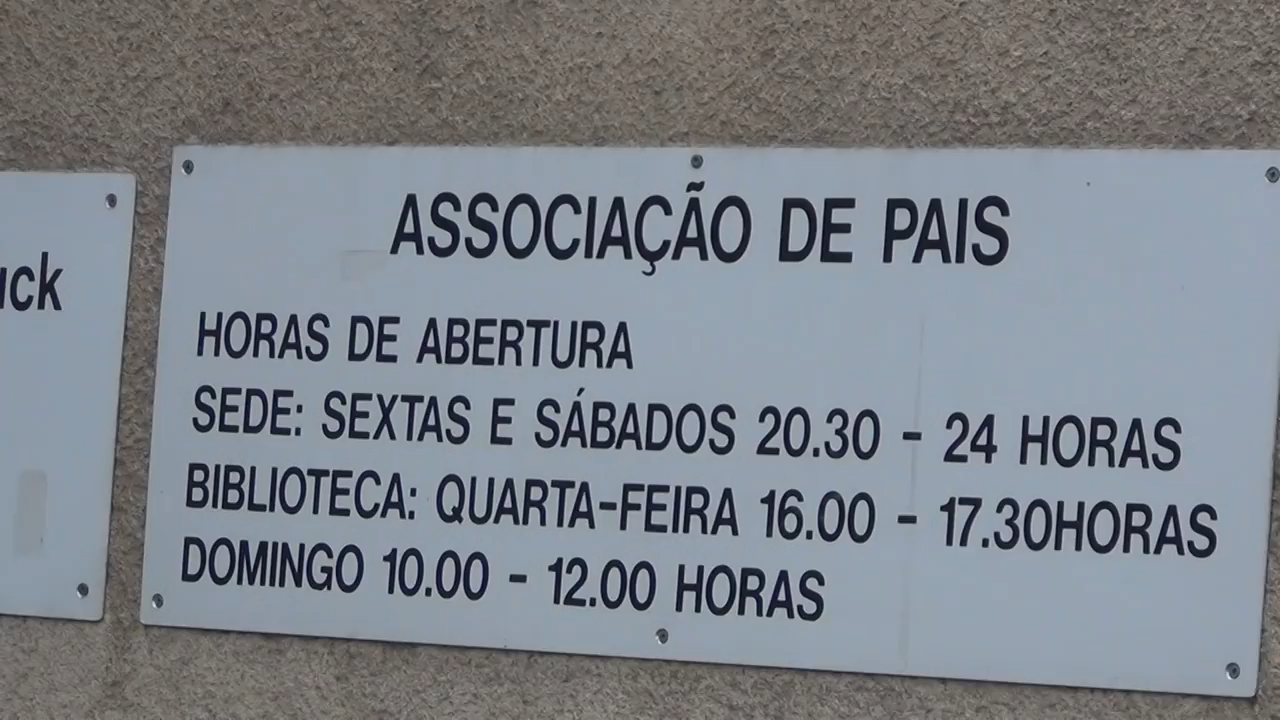 ASSOCIAÇÃO DE PAIS
HORAS DE ABERTURA
SEDE: SEXTAS E SÁBADOS 20.30 - 24 HORAS
BIBLIOTECA: QUARTA-FEIRA 16.00 - 17.30HORAS
DOMINGO 10.00 - 12.00 HORAS